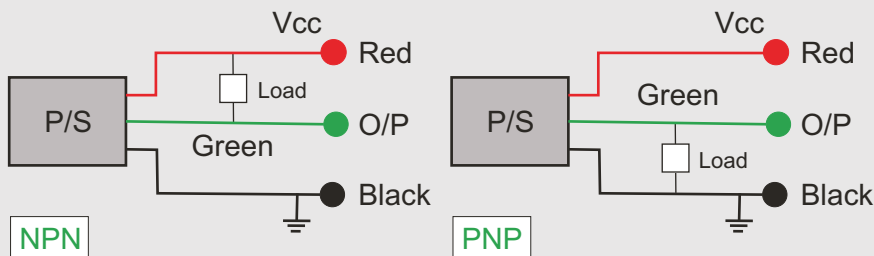 Vcc
Red
Load
P/S
O/P
Green
Black
NPN
Vcc
Red
Green
P/S
O/P
Load
Black
PNP